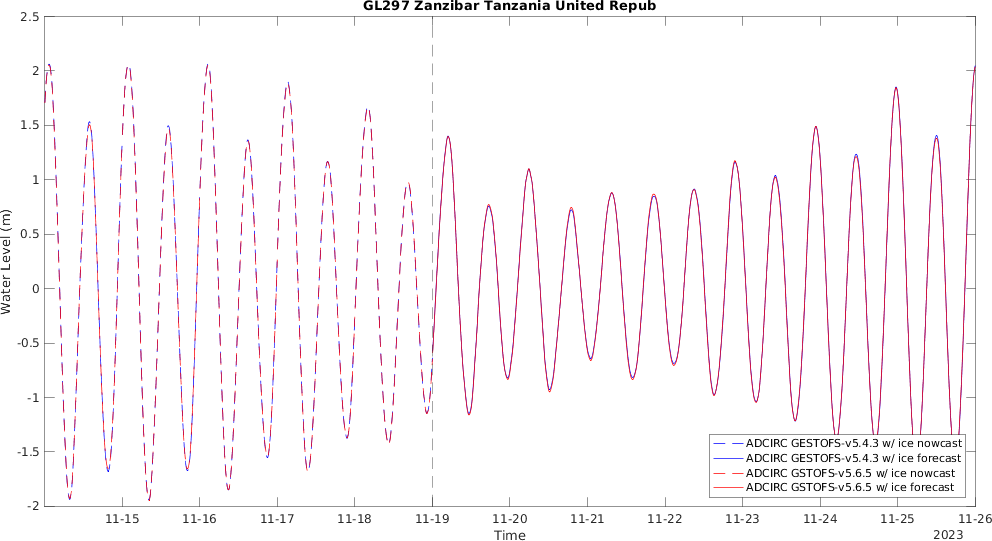 GL297 Zanzibar Tanzania United Repub
2.5
2
1.5
1
0.5
0
-0.5
-1
-1.5
-2
Water Level (m)
ADCIRC GESTOFS-v5.4.3 w/ ice nowcast
ADCIRC GESTOFS-v5.4.3 w/ ice forecast
ADCIRC GSTOFS-v5.6.5 w/ ice nowcast
ADCIRC GSTOFS-v5.6.5 w/ ice forecast
11-15 11-16 11-17 11-18 11-19 11-20 11-21 11-22 11-23 11-24 11-25 11-26
Time
2023